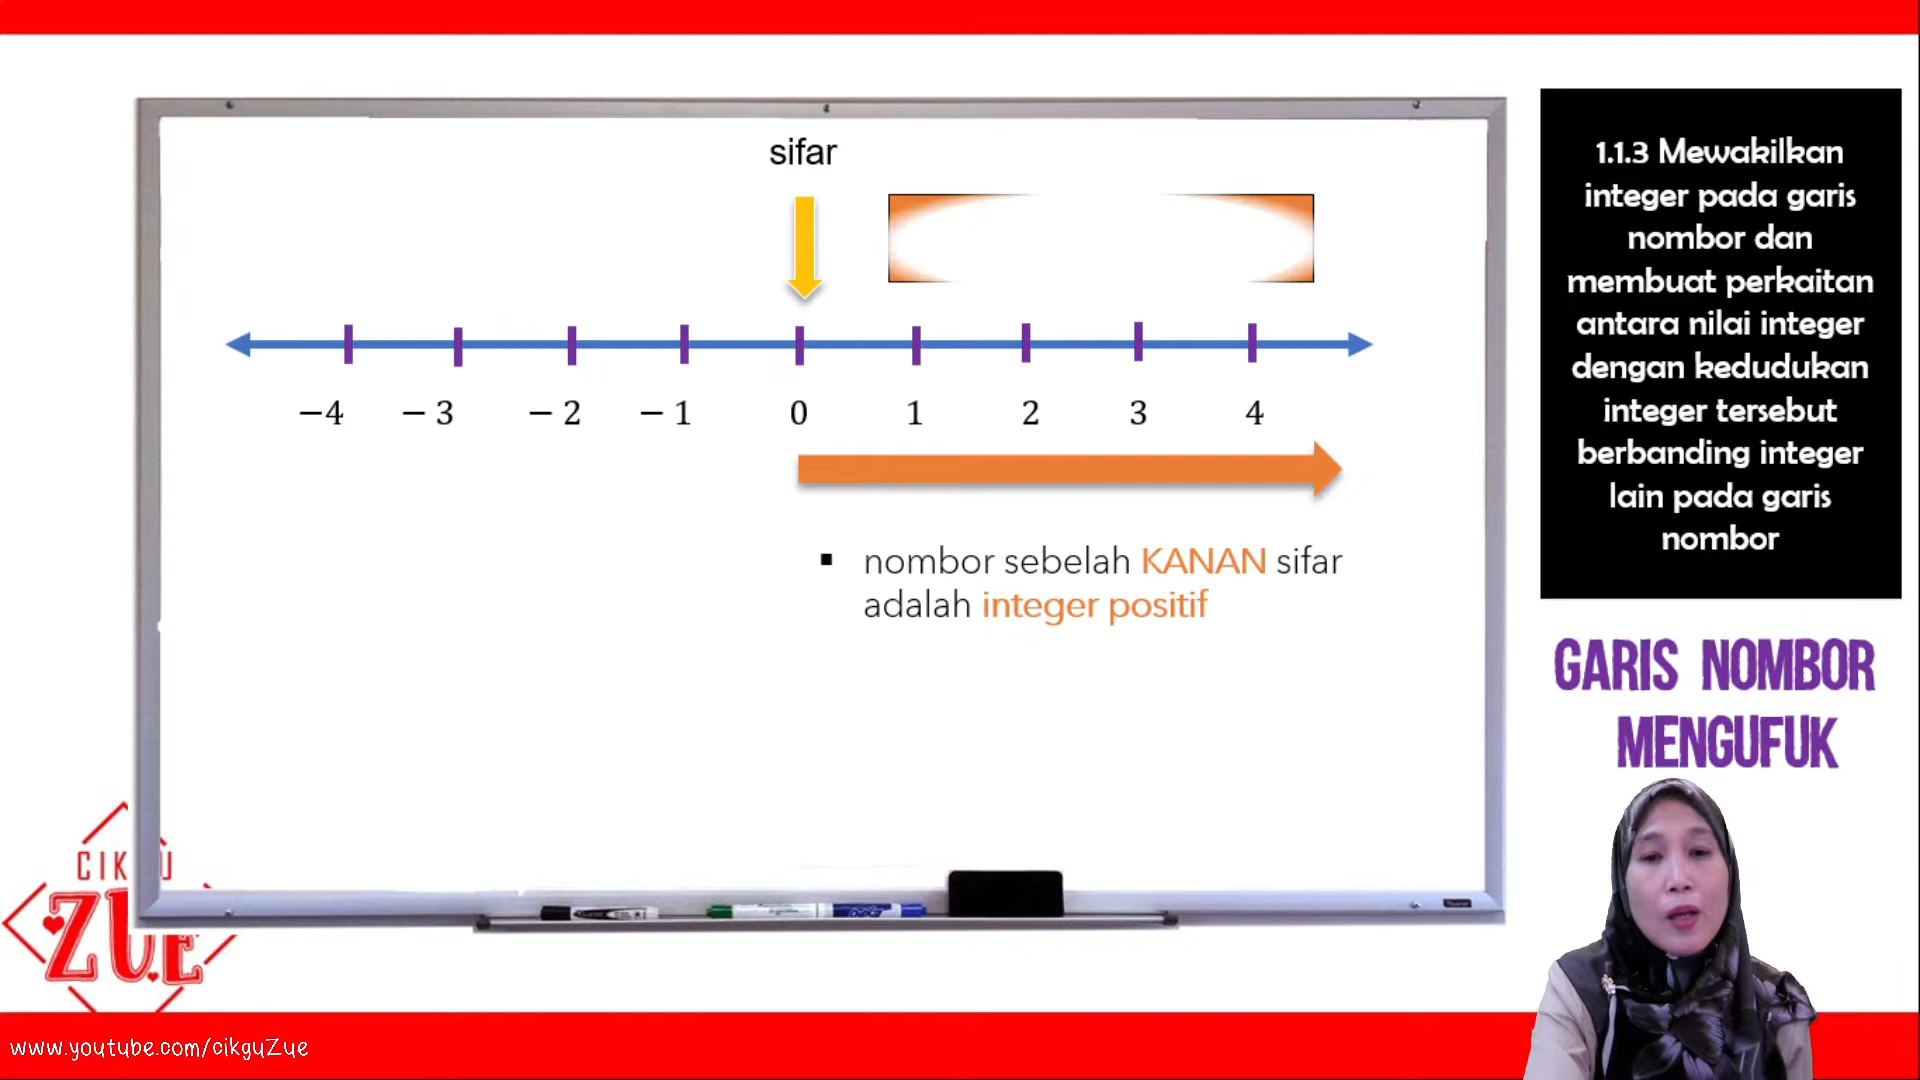 sifar
−4 − 3 − 2 − 1 0 1 2 3 4
▪ nombor sebelah KANAN sifar
adalah integer positif
1.1.3 Mewakilkan
integer pada garis
nombor dan
membuat perkaitan
antara nilai integer
dengan kedudukan
integer tersebut
berbanding integer
lain pada garis
nombor
GARIS NOMBOR
MENGUFUK
ZUE
www.youtube.com/cikguZue